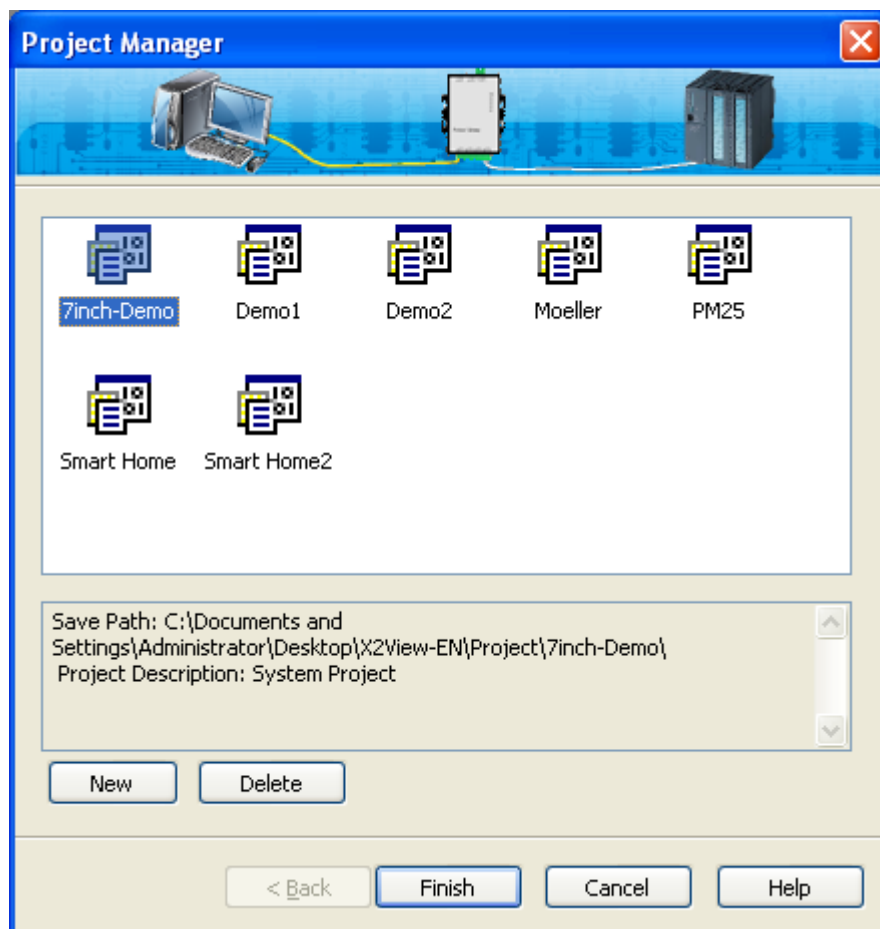 Project Manager
7inch-Demo Demo1 Demo2 Moeller PM25
Smart Home Smart Home2
Save Path: C:\Documents and
Settings\Administrator\Desktop\X2View-EN\Project\7inch-Demo\
Project Description: System Project
New Delete
< Back Finish Cancel Help